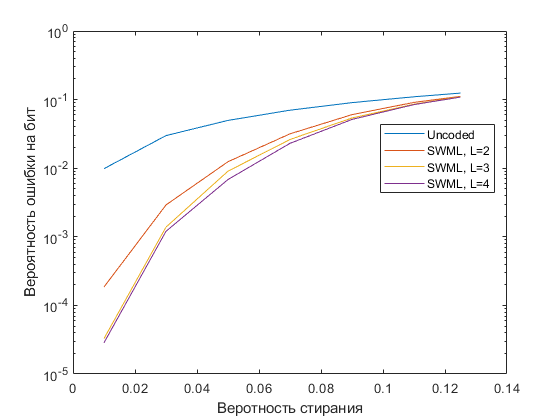 10^0
10^-1
10^-2
10^-3
10^-4
10^-5
Вероятность ошибки на бит
Uncoded
SWML, L=2
SWML, L=3
SWML, L=4
0 0.02 0.04 0.06 0.08 0.1 0.12 0.14
Веротность стирания